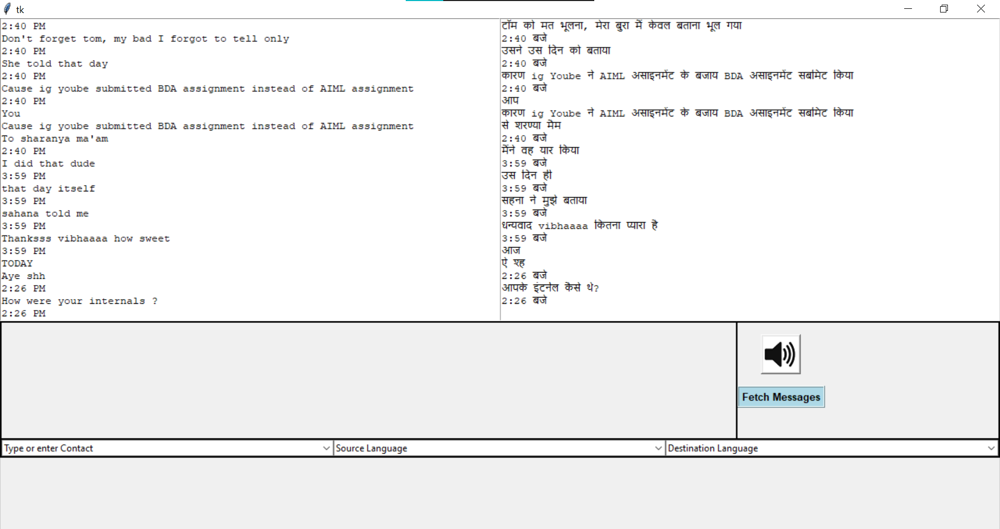 tk
2:40 PM
Don't forget tom, my bad I forgot to tell only
2:40 PM
She told that day
2:40 PM
Cause ig yoube submitted BDA assignment instead of AIML assignment
2:40 PM
You
Cause ig yoube submitted BDA assignment instead of AIML assignment
To sharanya ma'am
2:40 PM
I did that dude
3:59 PM
that day itself
3:59 PM
sahana told me
3:59 PM
Thanksss vibhaaaa how sweet
3:59 PM
TODAY
Aye shh
2:26 PM
How were your internals ?
2:26 PM
टॉम को मत भूलना, मेरा बुरा मैं केवल बताना भूल गया
2:40 बजे
उसने उस दिन को बताया
2:40 बजे
कारण ig Yoube ने AIML असाइनमेंट के बजाय BDA असाइनमेंट सबमिट किया
2:40 बजे
आप
कारण ig Yoube ने AIML असाइनमेंट के बजाय BDA असाइनमेंट सबमिट किया
से शरण्या मैम
2:40 बजे
मैंने वह यार किया
3:59 बजे
उस दिन ही
3:59 बजे
सहना ने मुझे बताया
3:59 बजे
धन्यवाद vibhaaaa कितना प्यारा है
3:59 बजे
आज
ऐ श्ह
2:26 बजे
आपके इंटर्नल कैसे थे?
2:26 बजे
Fetch Messages
Type or enter Contact
Source Language
Destination Language